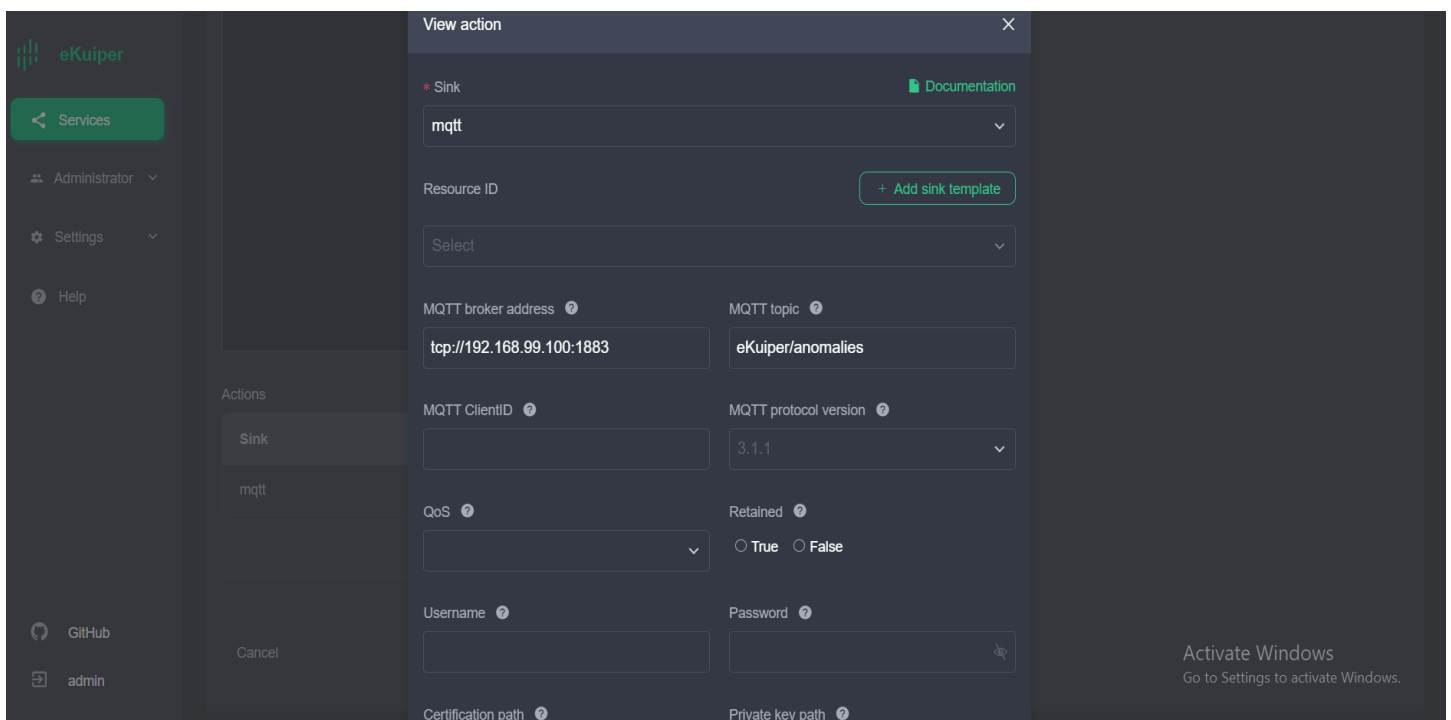 View action
eKuiper
* Sink
Documentation
mqtt
Services
Resource ID
+ Add sink template
Administrator
Select
Settings
Help
MQTT broker address
MQTT topic
tcp://192.168.99.100:1883
eKuiper/anomalies
Actions
MQTT ClientID
MQTT protocol version
Sink
3.1.1
mqtt
QoS
Retained
True
False
Username
Password
GitHub
Cancel
admin
Activate Windows
Go to Settings to activate Windows.
Certification path
Private key path